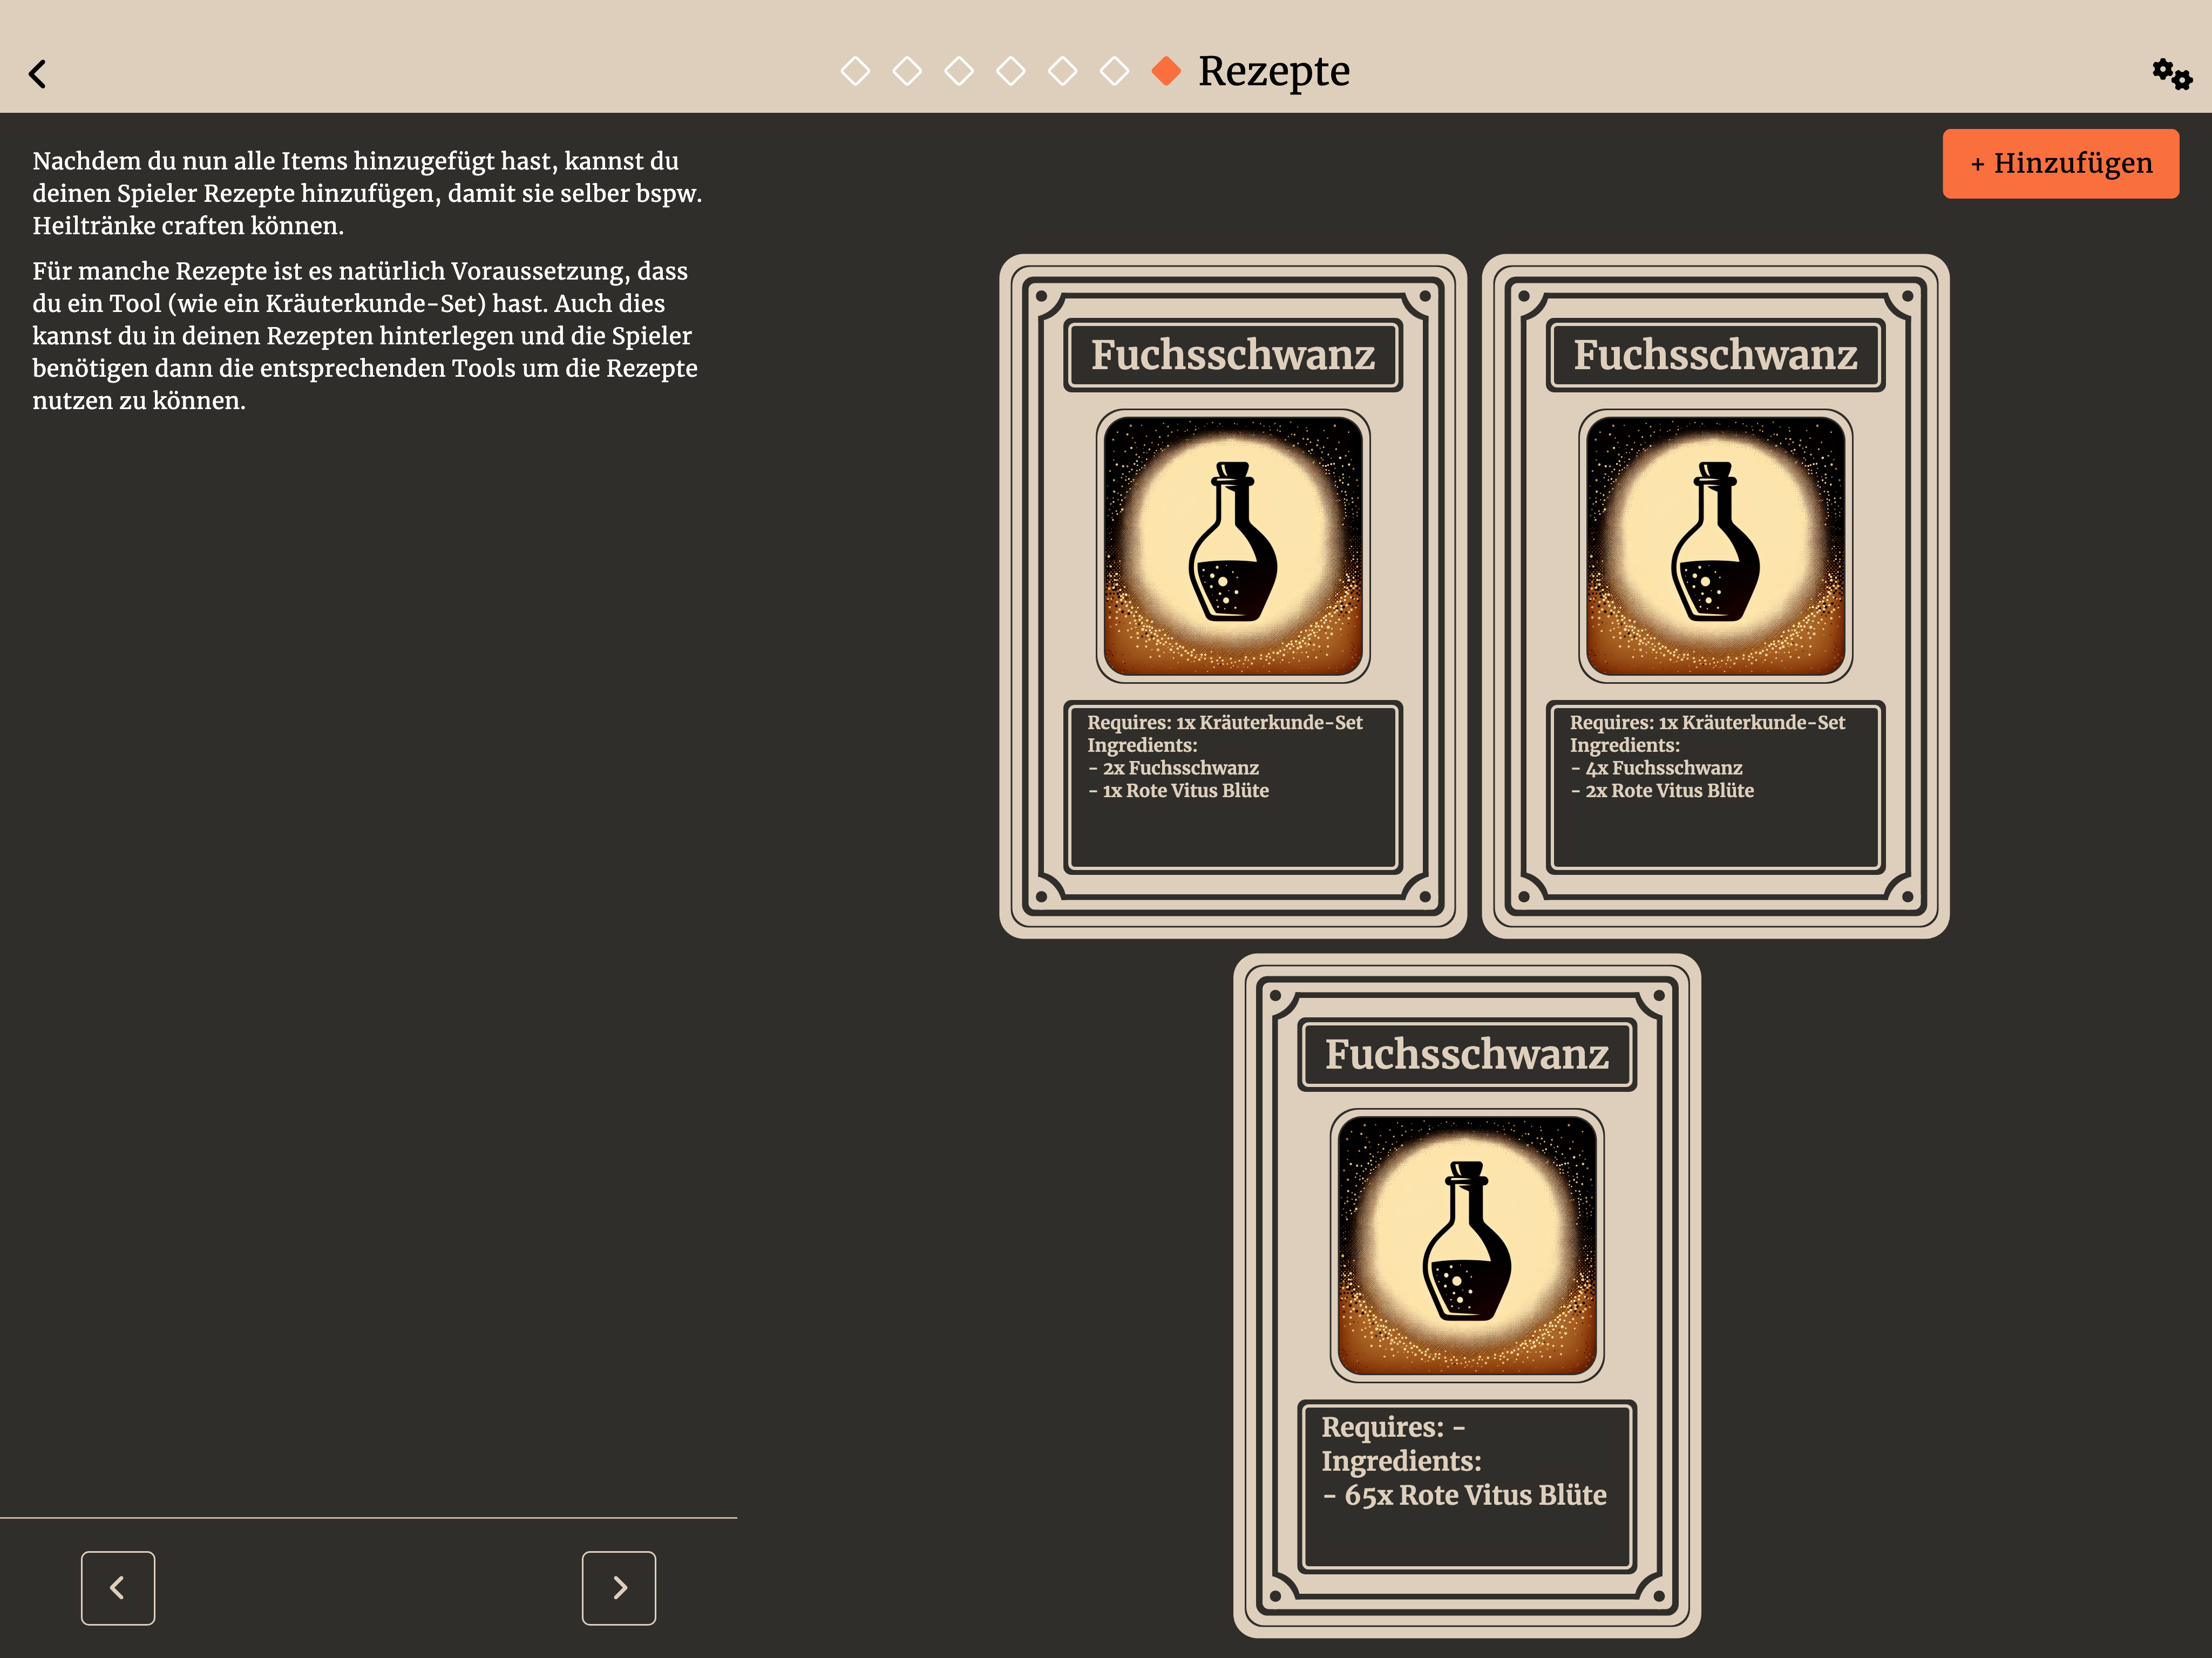 Rezepte
+ Hinzufügen
Nachdem du nun alle Items hinzugefügt hast, kannst du
deinen Spieler Rezepte hinzufügen, damit sie selber bspw.
Heiltränke craften können.
Für manche Rezepte ist es natürlich Voraussetzung, dass
du ein Tool (wie ein Kräuterkunde-Set) hast. Auch dies
kannst du in deinen Rezepten hinterlegen und die Spieler
benötigen dann die entsprechenden Tools um die Rezepte
nutzen zu können.
Fuchsschwanz
Requires: 1x Kräuterkunde-Set
Ingredients:
- 2x Fuchsschwanz
- 1x Rote Vitus Blüte
Fuchsschwanz
Requires: 1x Kräuterkunde-Set
Ingredients:
- 4x Fuchsschwanz
- 2x Rote Vitus Blüte
Fuchsschwanz
Requires: -
Ingredients:
- 65x Rote Vitus Blüte